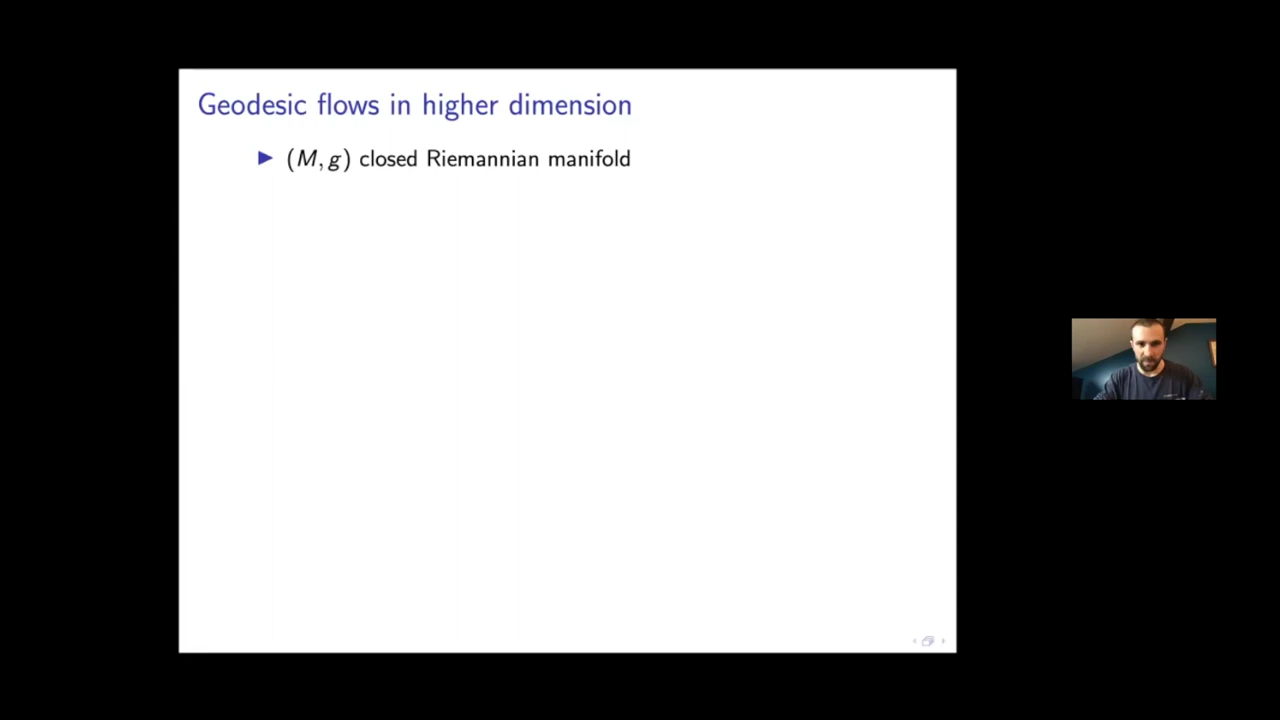 Geodesic flows in higher dimension
▶ (M, g) closed Riemannian manifold